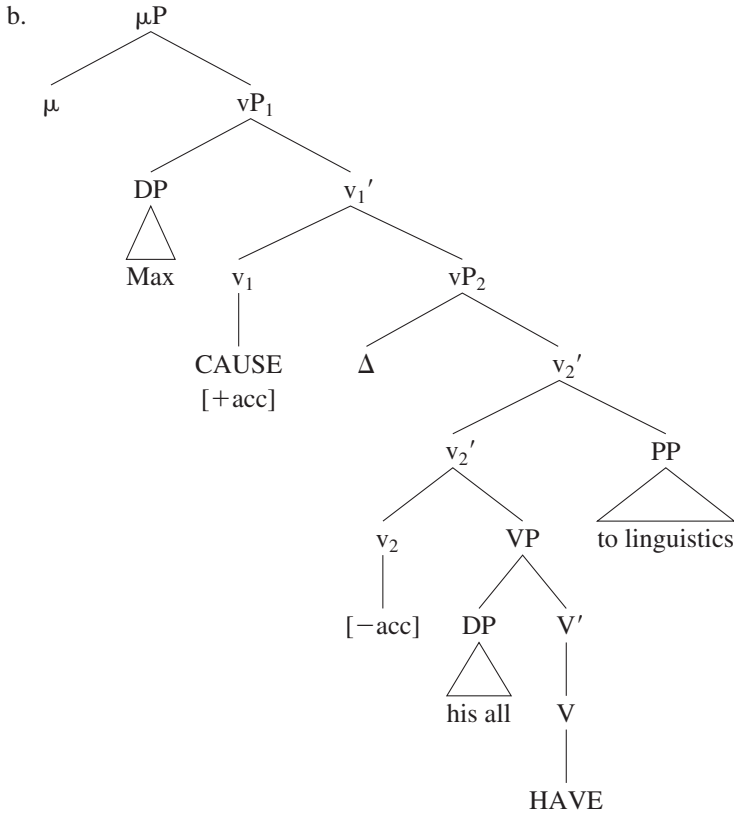 b.
μP
μ vP₁
DP v₁′
Max v₁ vP₂
CAUSE Δ v₂′
[+acc]
v₂′ PP
v₂ VP to linguistics
[−acc] DP V′
his all V
HAVE